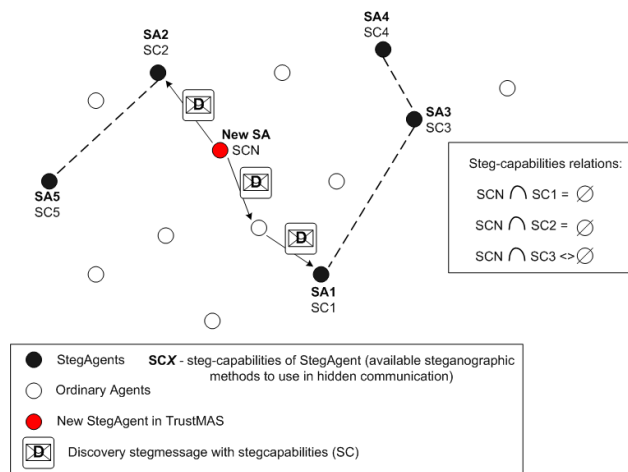 SA4
SC4
SA2
SC2
D
SA3
SC3
New SA
SCN
D
SA5
SC5
D
SA1
SC1
Steg-capabilities relations:
SCN ⋂ SC1 = ∅
SCN ⋂ SC2 = ∅
SCN ⋂ SC3 <> ∅
StegAgents
SCX - steg-capabilities of StegAgent (available steganographic
methods to use in hidden communication)
Ordinary Agents
New StegAgent in TrustMAS
D
Discovery stegmessage with stegcapabilities (SC)